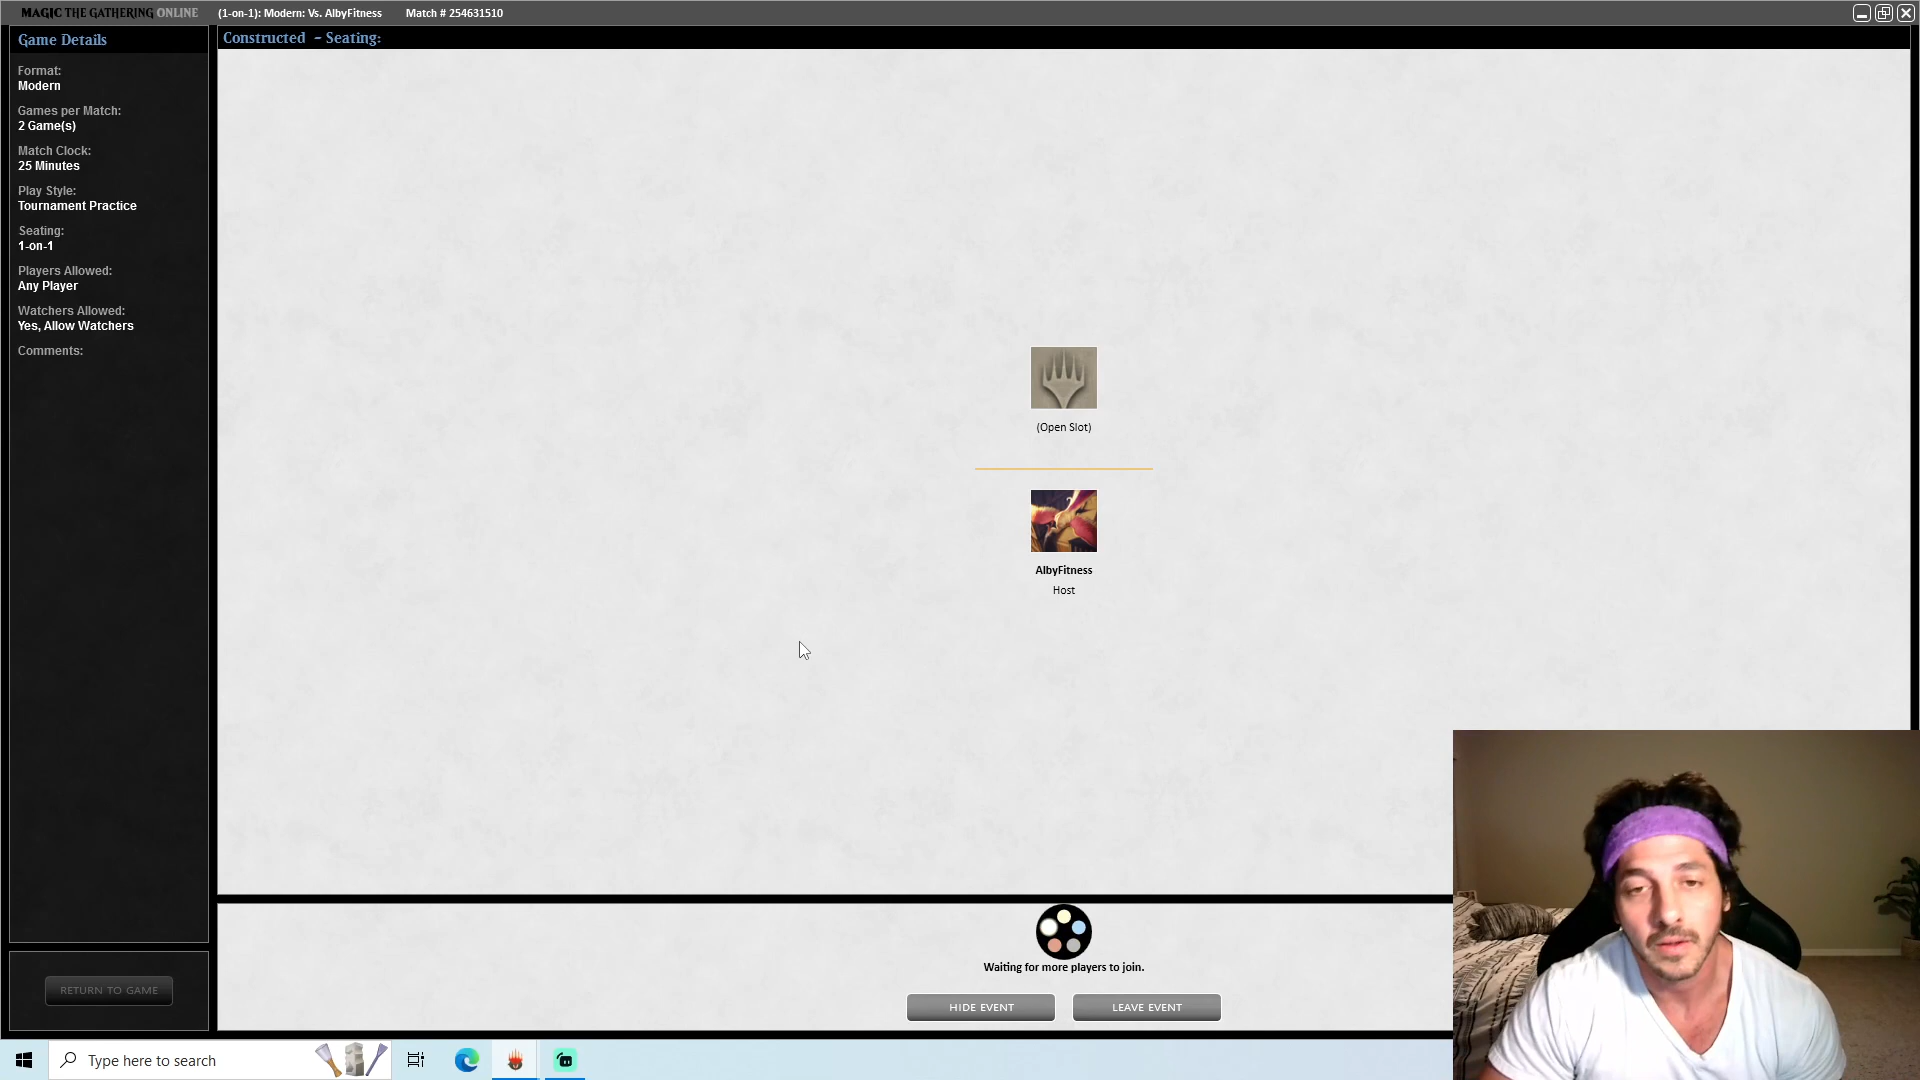 MAGIC THE GATHERING ONLINE (1-on-1): Modern: Vs. AlbyFitness Match # 254631510
Game Details
Format:
Modern
Games per Match:
2 Game(s)
Match Clock:
25 Minutes
Play Style:
Tournament Practice
Seating:
1-on-1
Players Allowed:
Any Player
Watchers Allowed:
Yes, Allow Watchers
Comments:
RETURN TO GAME
Constructed - Seating:
(Open Slot)
AlbyFitness
Host
Waiting for more players to join.
HIDE EVENT LEAVE EVENT
Type here to search